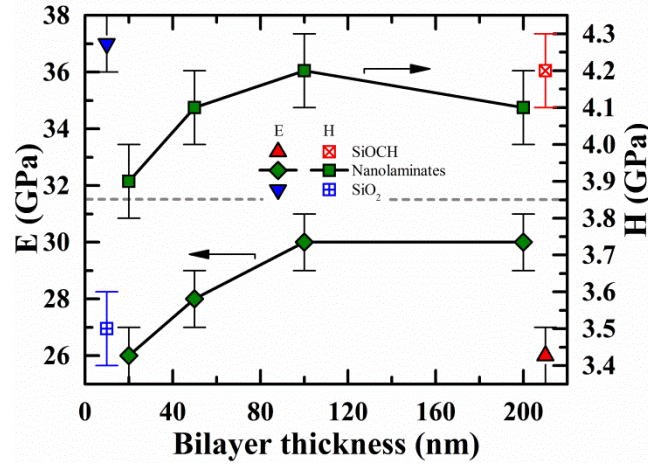 38
36
34
32
30
28
26
E (GPa)
4.3
4.2
4.1
4.0
3.9
3.8
3.7
3.6
3.5
3.4
H (GPa)
E H
SiOCH
Nanolaminates
SiO₂
0 40 80 120 160 200
Bilayer thickness (nm)